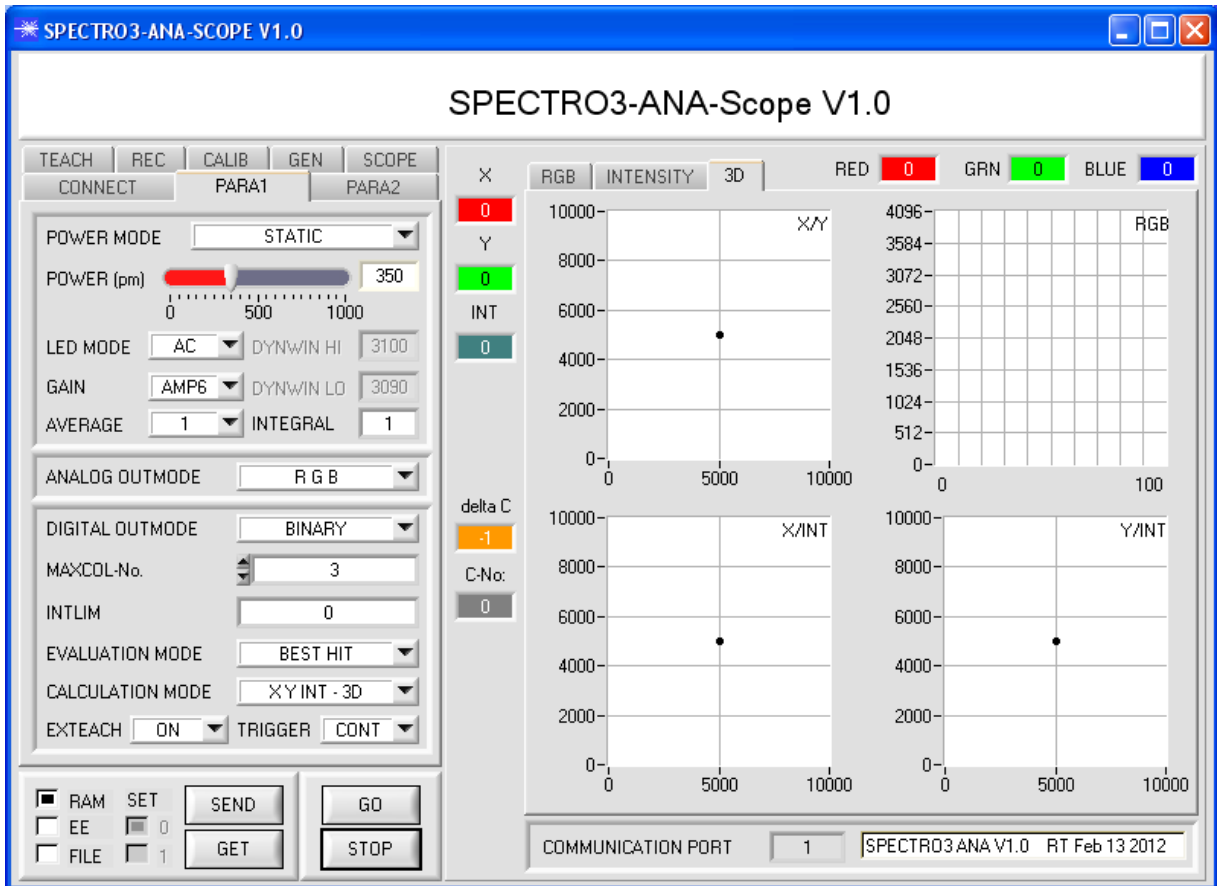 SPECTRO3-ANA-SCOPE V1.0
SPECTRO3-ANA-Scope V1.0
TEACH REC CALIB GEN SCOPE
CONNECT PARA1 PARA2
POWER MODE STATIC
POWER (pm) 350
0 500 1000
LED MODE AC DYNWIN HI 3100
GAIN AMP6 DYNWIN LO 3090
AVERAGE 1 INTEGRAL 1
ANALOG OUTMODE R G B
DIGITAL OUTMODE BINARY
MAXCOL-No. 3
INTLIM 0
EVALUATION MODE BEST HIT
CALCULATION MODE X Y INT - 3D
EXTEACH ON TRIGGER CONT
RAM SET SEND GO
EE 0
FILE 1 GET STOP
X
0
Y
0
INT
0
delta C
-1
C-No:
0
RGB INTENSITY 3D RED 0 GRN 0 BLUE 0
X/Y
10000
8000
6000
4000
2000
0
0 5000 10000
RGB
4096
3584
3072
2560
2048
1536
1024
512
0
0 100
X/INT
10000
8000
6000
4000
2000
0
0 5000 10000
Y/INT
10000
8000
6000
4000
2000
0
0 5000 10000
COMMUNICATION PORT 1 SPECTRO3 ANA V1.0 RT Feb 13 2012